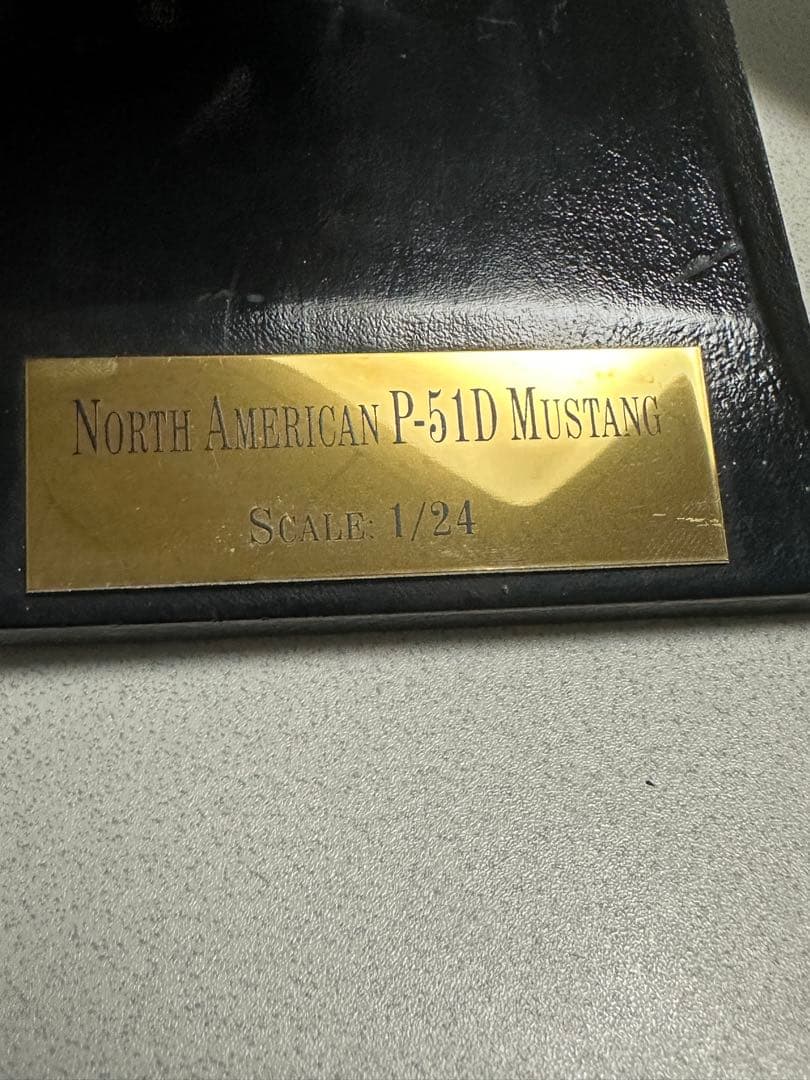 North American P-51D Mustang
Scale: 1/24